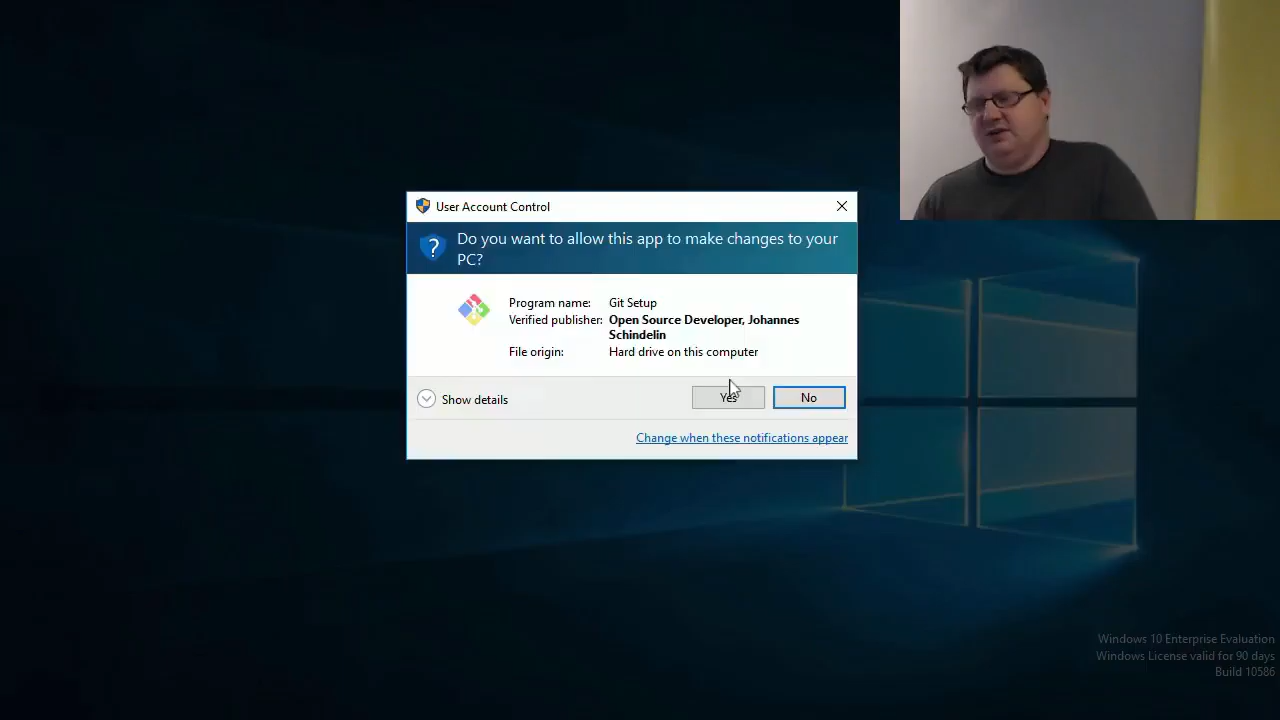 User Account Control
Do you want to allow this app to make changes to your
PC?
Program name: Git Setup
Verified publisher: Open Source Developer, Johannes
Schindelin
File origin: Hard drive on this computer
Show details
Yes
No
Change when these notifications appear
Windows 10 Enterprise Evaluation
Windows License valid for 90 days
Build 10586